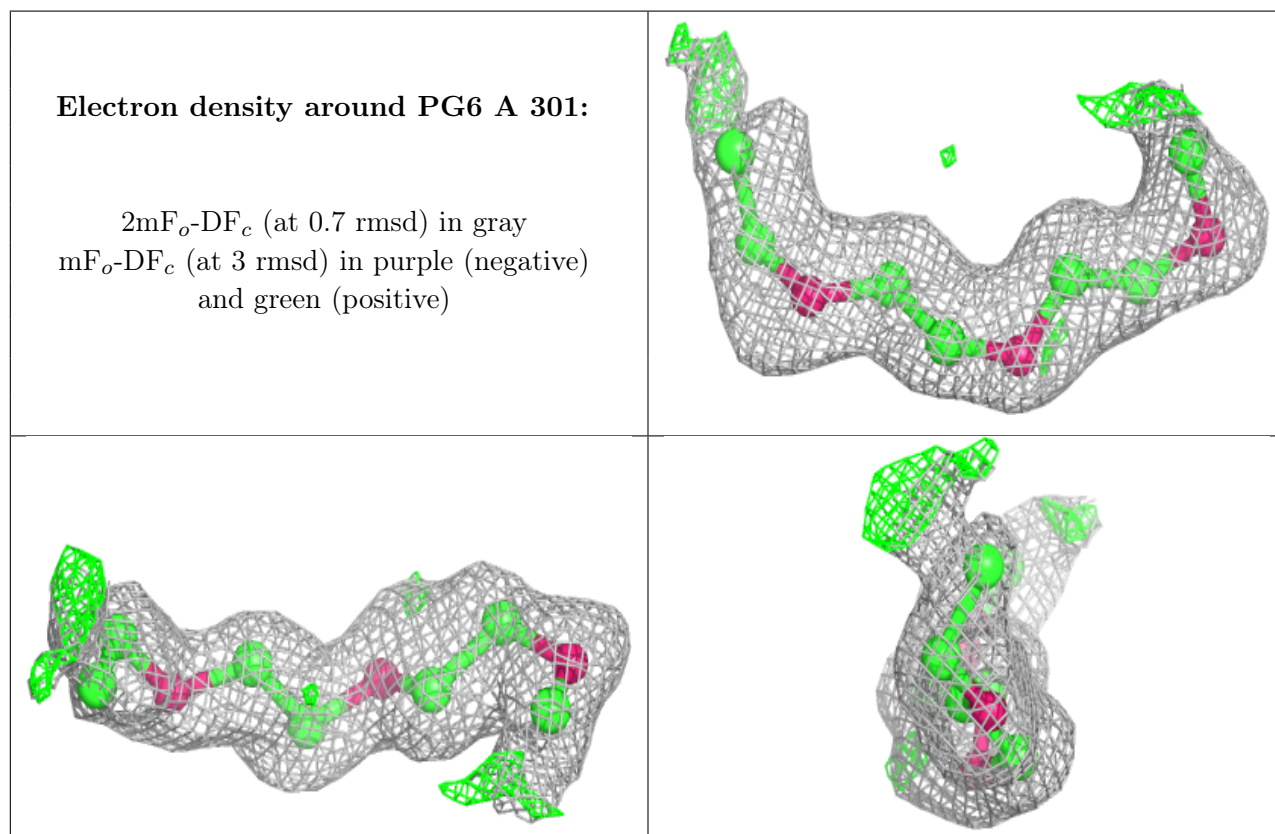 Electron density around PG6 A 301:
2mFo-DFc (at 0.7 rmsd) in gray
mFo-DFc (at 3 rmsd) in purple (negative)
and green (positive)